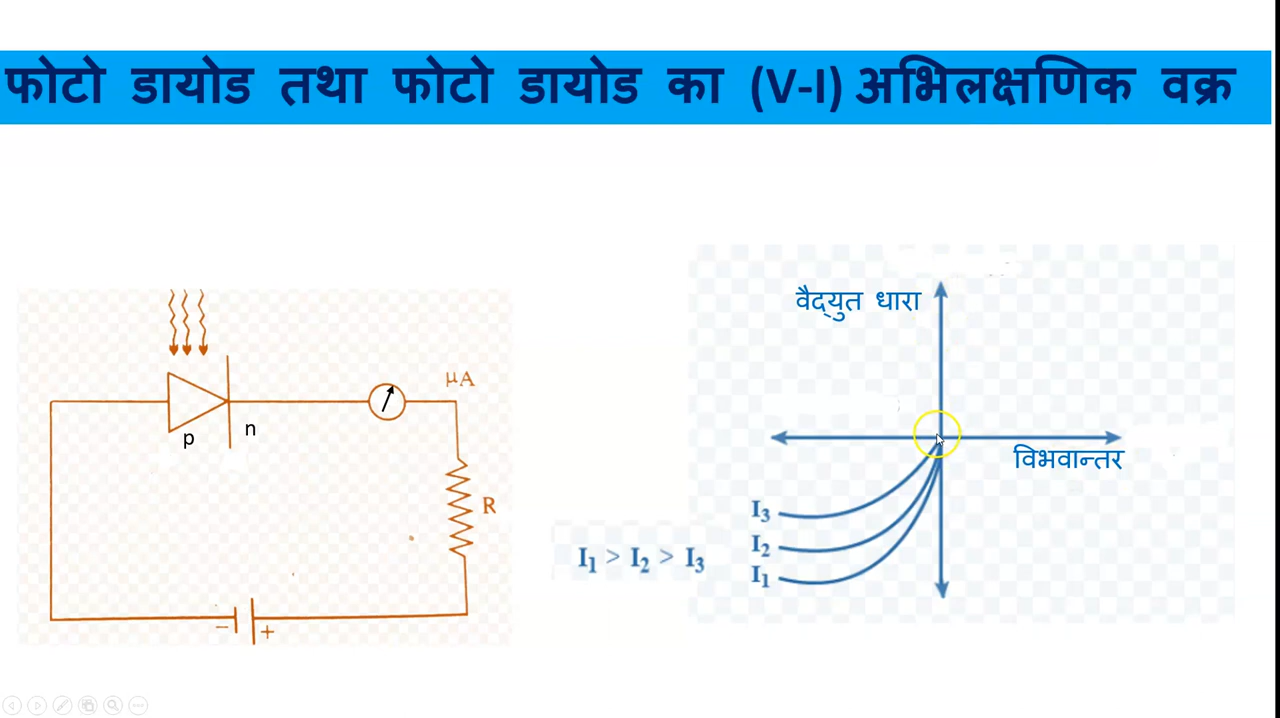 फोटो डायोड तथा फोटो डायोड का (V-I) अभिलक्षणिक वक्र
वैद्युत धारा
μA
p
n
विभवान्तर
R
I₃
I₂
I₁
I₁ > I₂ > I₃
− +